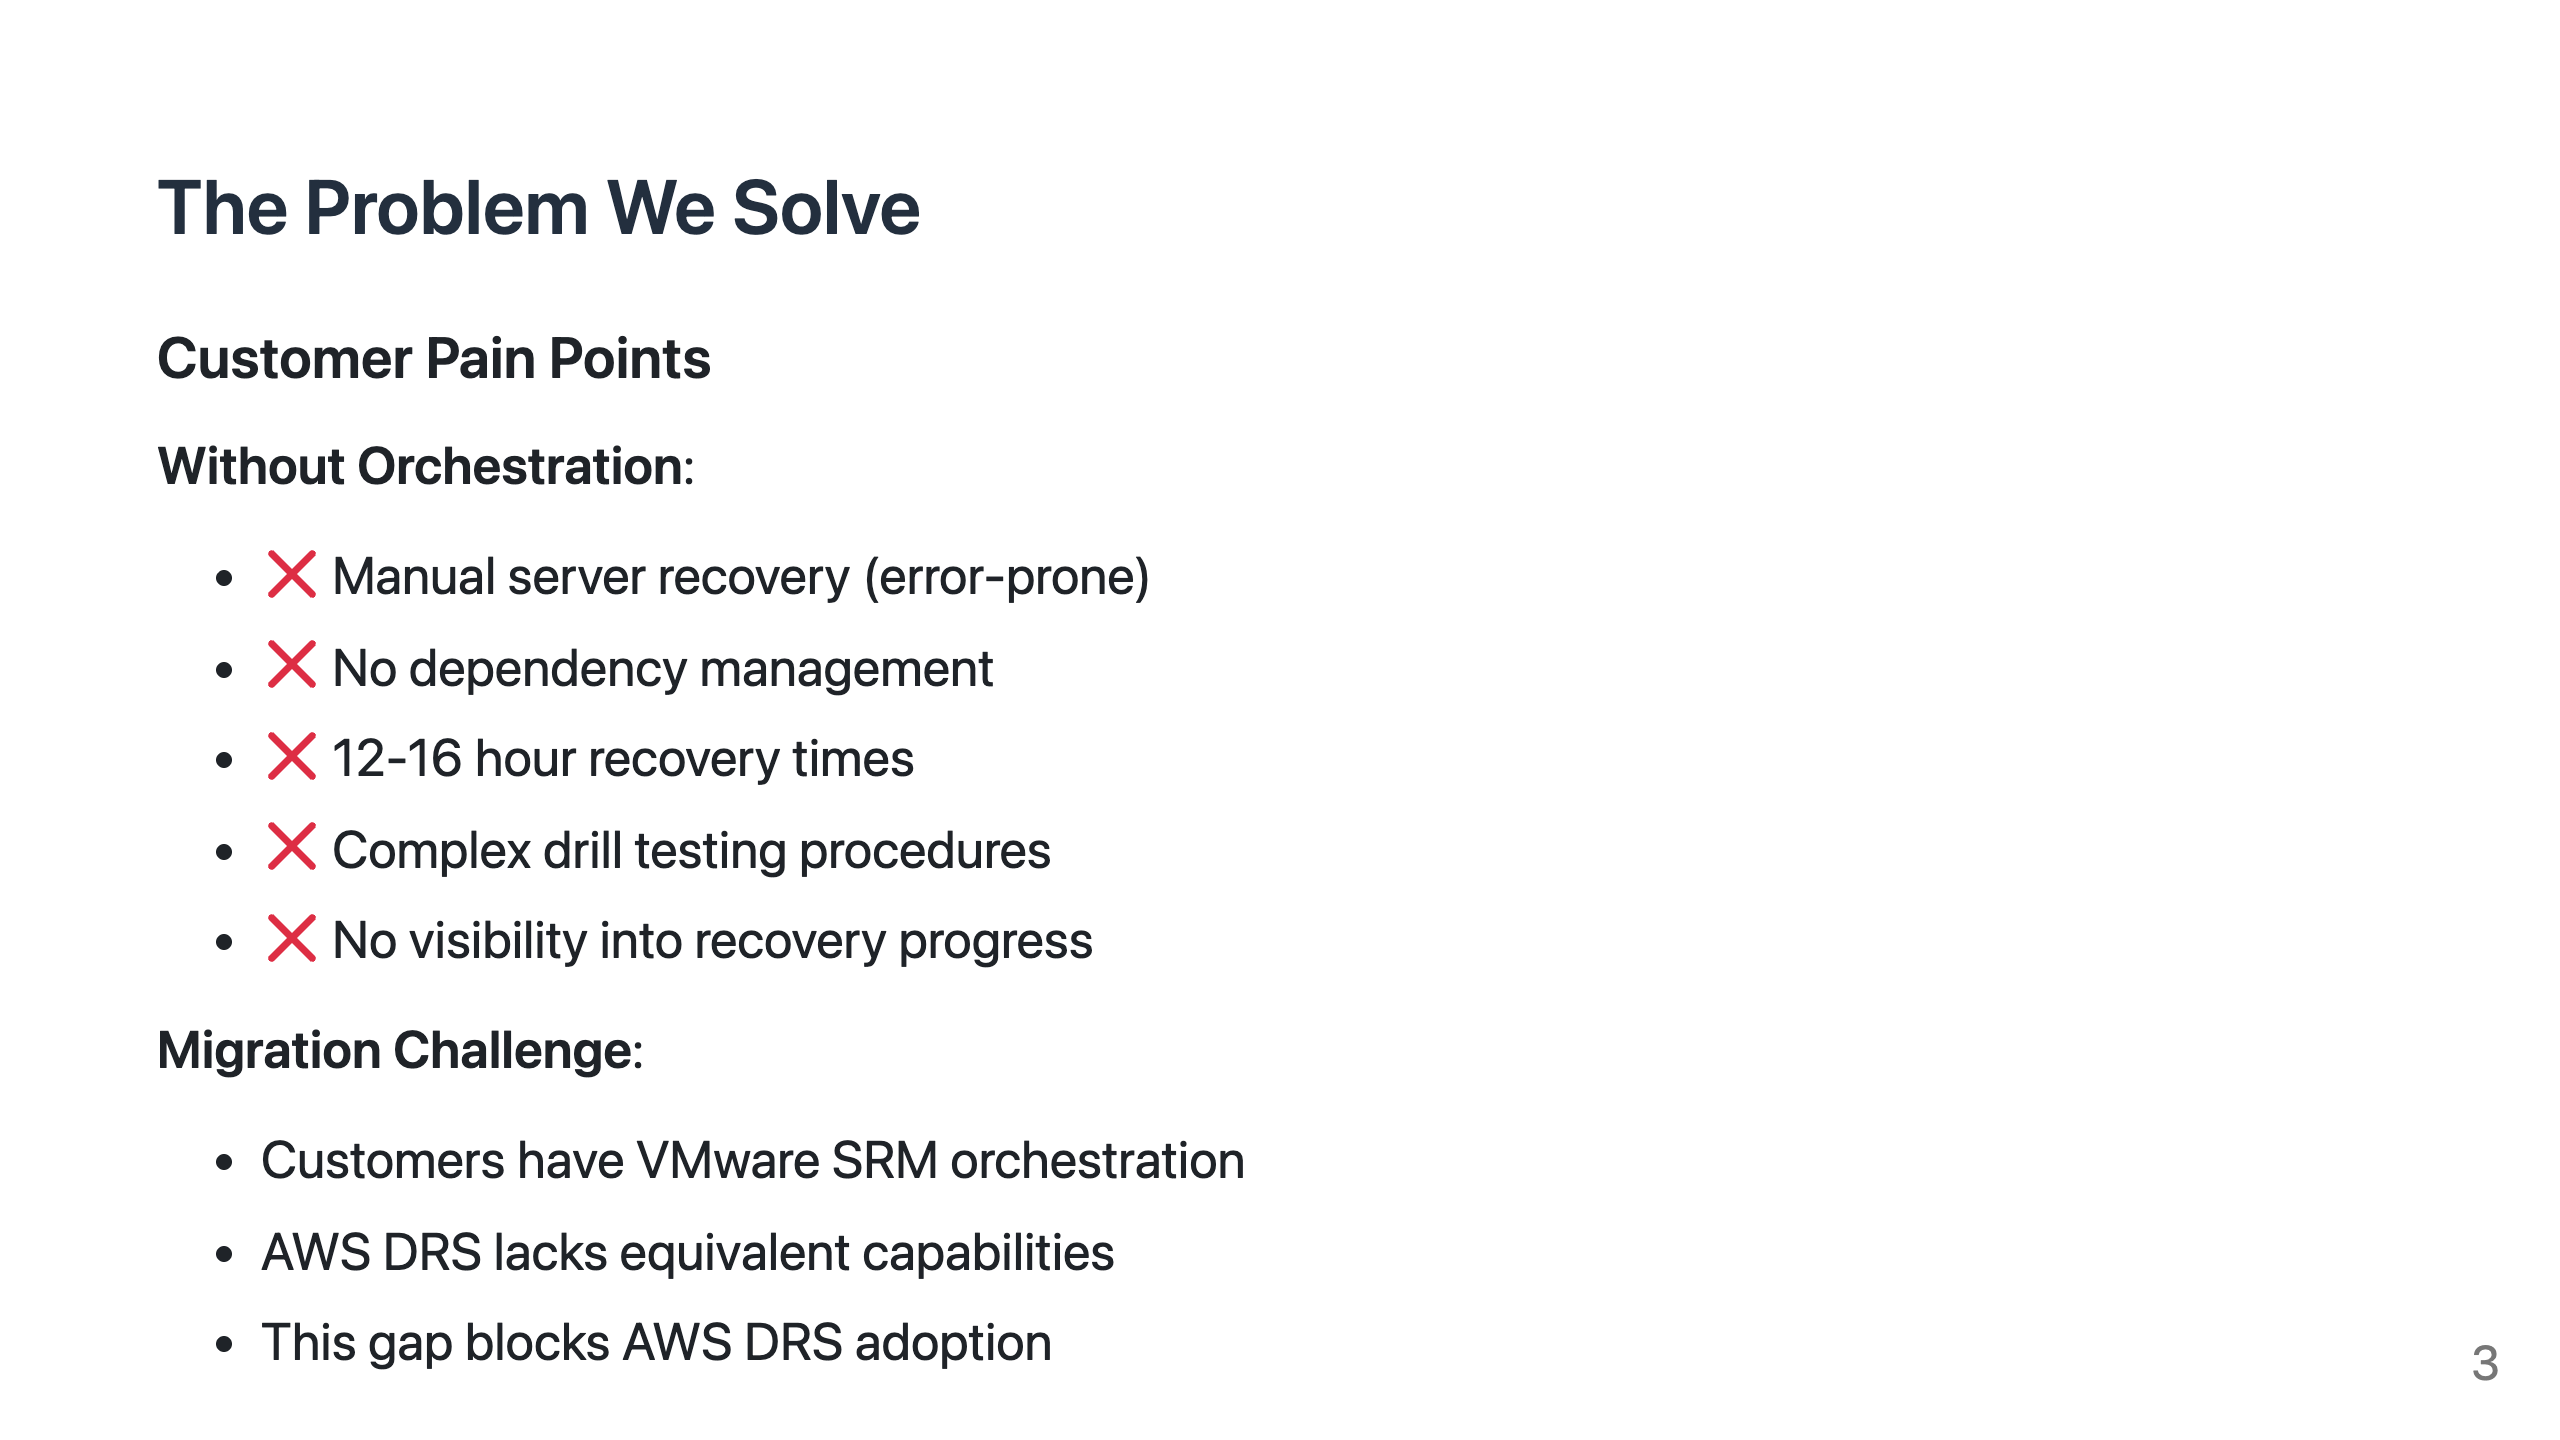 The Problem We Solve
Customer Pain Points
Without Orchestration:
• ❌ Manual server recovery (error-prone)
• ❌ No dependency management
• ❌ 12-16 hour recovery times
• ❌ Complex drill testing procedures
• ❌ No visibility into recovery progress
Migration Challenge:
• Customers have VMware SRM orchestration
• AWS DRS lacks equivalent capabilities
• This gap blocks AWS DRS adoption
3